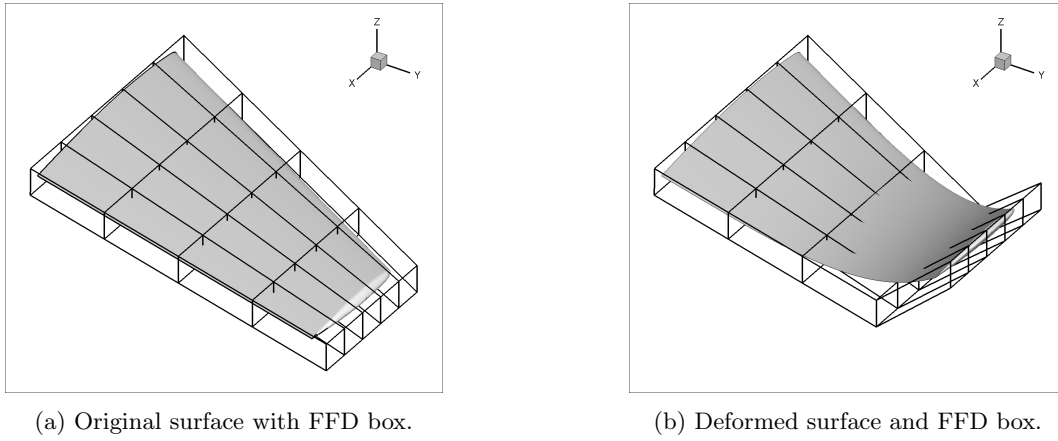 Z
X
Y
Z
X
Y
(a) Original surface with FFD box.
(b) Deformed surface and FFD box.